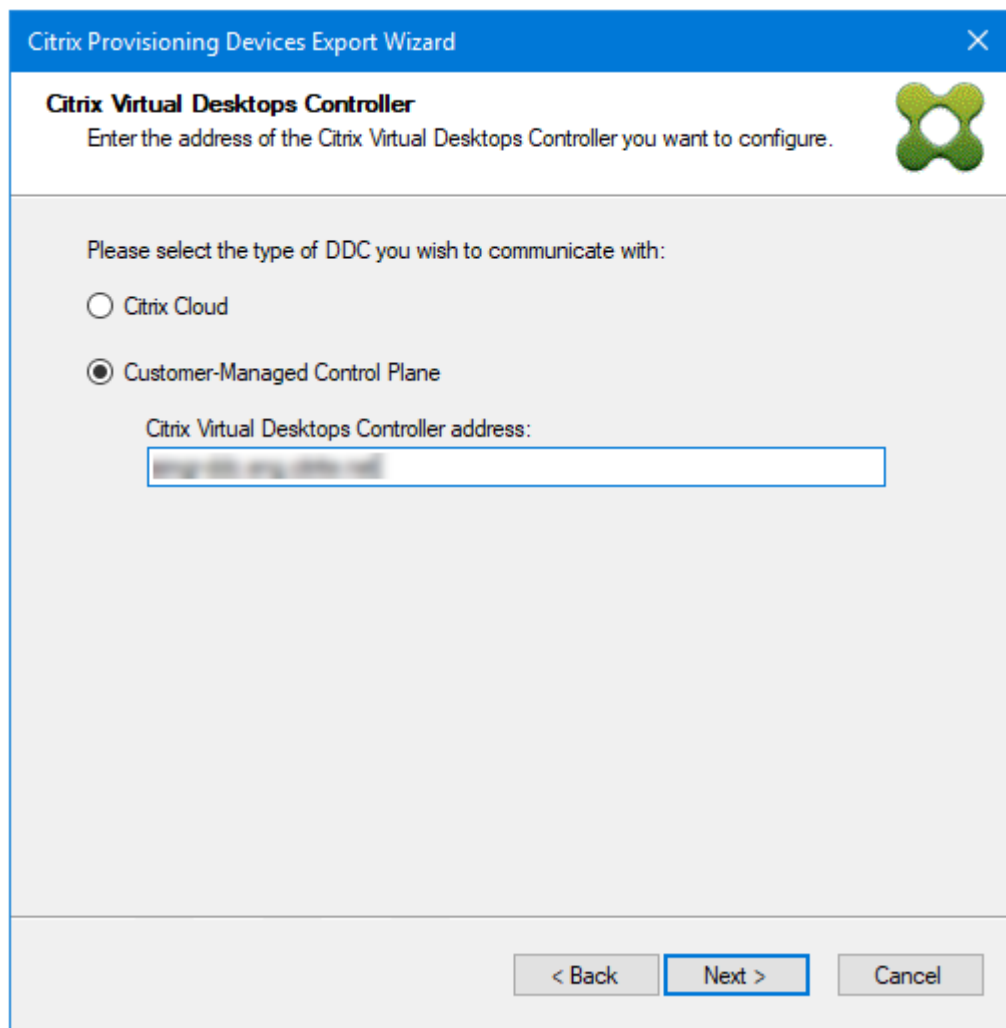 Citrix Provisioning Devices Export Wizard
Citrix Virtual Desktops Controller
Enter the address of the Citrix Virtual Desktops Controller you want to configure.
Please select the type of DDC you wish to communicate with:
Citrix Cloud
Customer-Managed Control Plane
Citrix Virtual Desktops Controller address:
< Back
Next >
Cancel